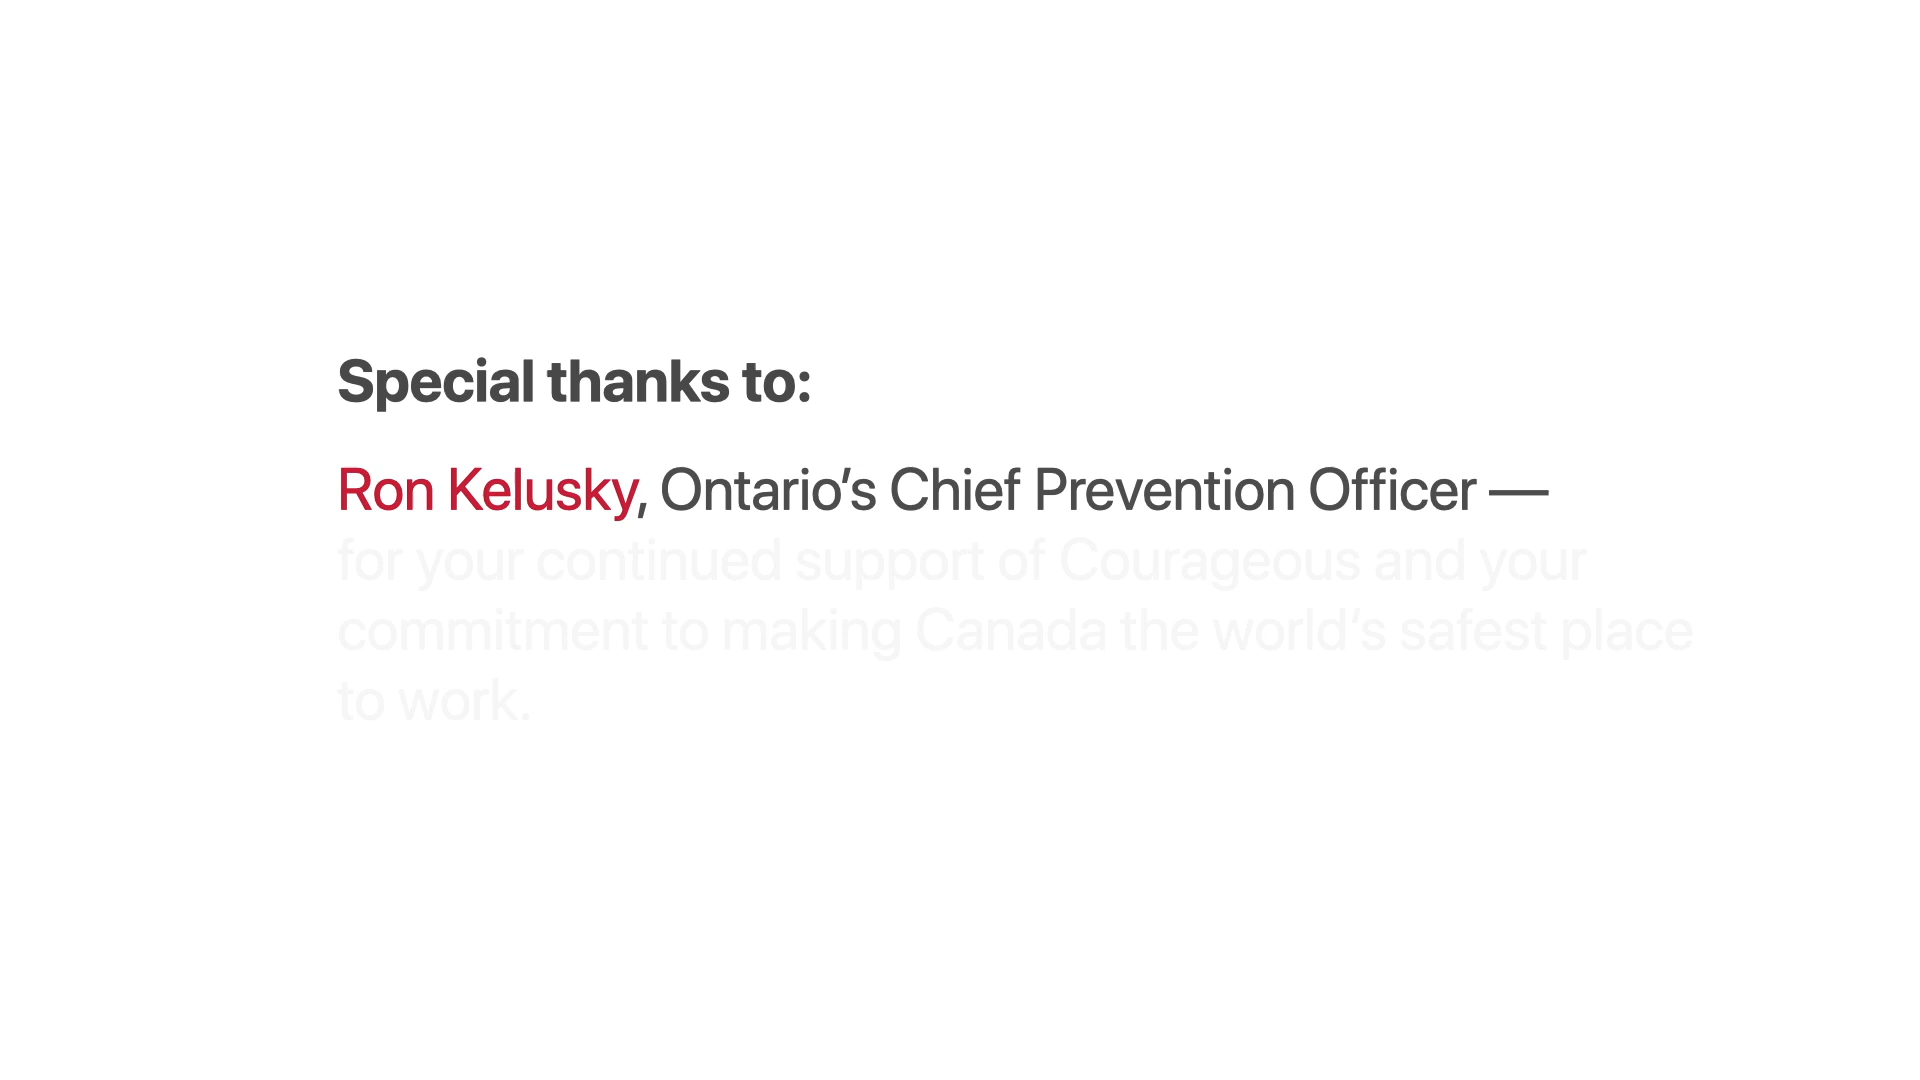 Special thanks to:
Ron Kelusky, Ontario’s Chief Prevention Officer —
for your continued support of Courageous and your
commitment to making Canada the world’s safest place
to work.